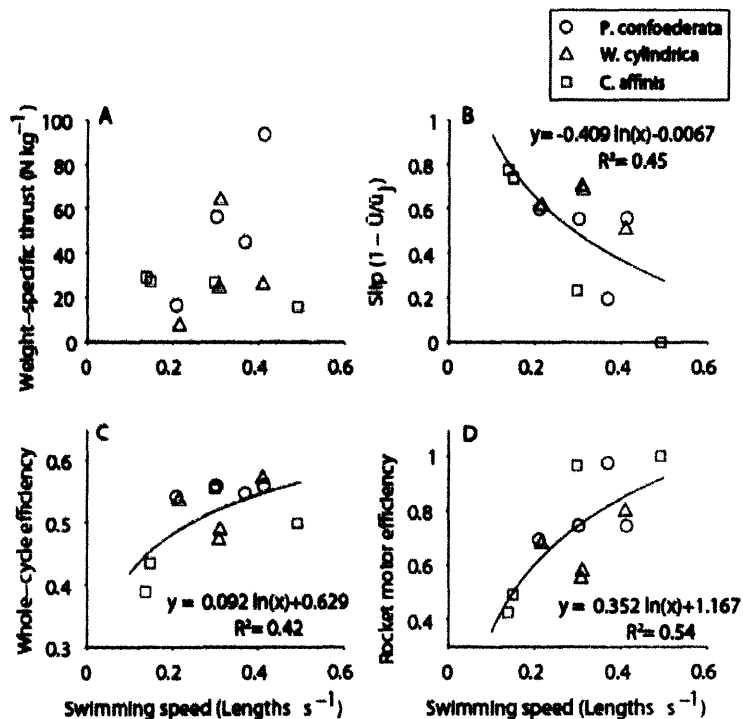 P. confoederata
W. cylindrica
C. affinis
A
Weight–specific thrust (N kg⁻¹)
100
80
60
40
20
0
0
0.2
0.4
0.6
B
y= -0.409 ln(x)-0.0067
R²= 0.45
Slip (1 – Ū/ūj)
1
0.8
0.6
0.4
0.2
0
0
0.2
0.4
0.6
C
Whole–cycle efficiency
0.6
0.5
0.4
0.3
y = 0.092 ln(x)+0.629
R²= 0.42
0
0.2
0.4
0.6
Swimming speed (Lengths s⁻¹)
D
Rocket motor efficiency
1
0.8
0.6
0.4
y = 0.352 ln(x)+1.167
R²= 0.54
0
0.2
0.4
0.6
Swimming speed (Lengths s⁻¹)